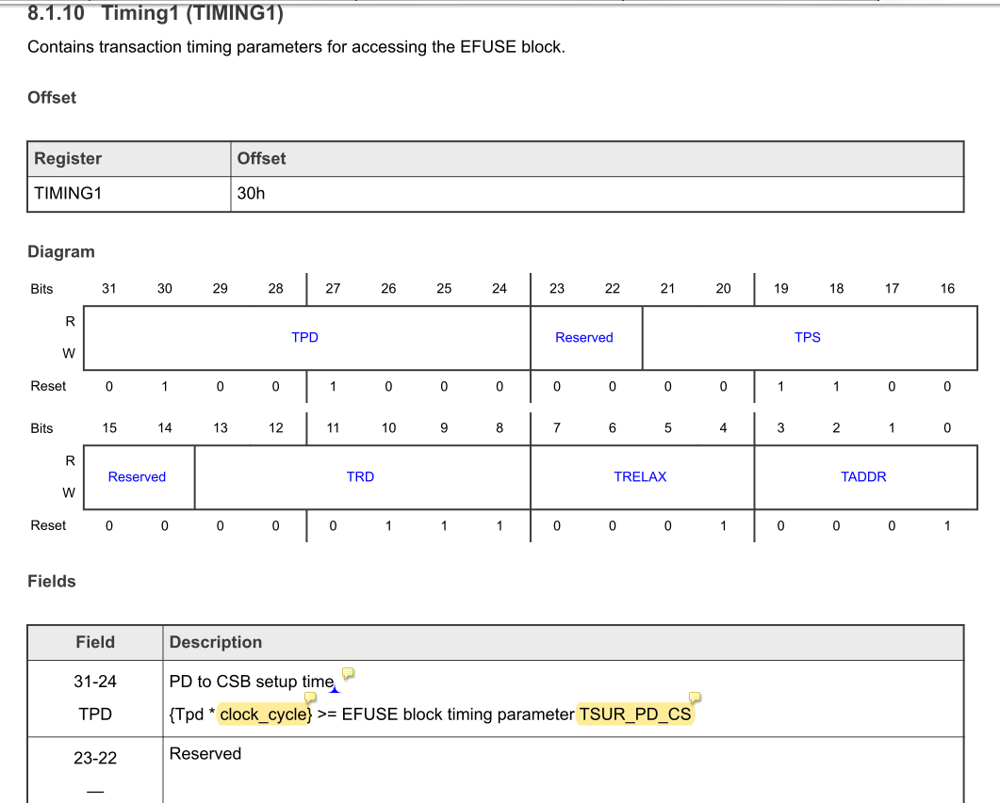 8.1.10 Timing1 (TIMING1)
Contains transaction timing parameters for accessing the EFUSE block.
Offset
Register Offset
TIMING1 30h
Diagram
Bits 31 30 29 28 27 26 25 24 23 22 21 20 19 18 17 16
R
TPD Reserved TPS
W
Reset 0 1 0 0 1 0 0 0 0 0 0 0 1 1 0 0
Bits 15 14 13 12 11 10 9 8 7 6 5 4 3 2 1 0
R
Reserved TRD TRELAX TADDR
W
Reset 0 0 0 0 0 1 1 1 0 0 0 1 0 0 0 1
Fields
Field Description
31-24 PD to CSB setup time
TPD {Tpd * clock_cycle} >= EFUSE block timing parameter TSUR_PD_CS
23-22 Reserved
—